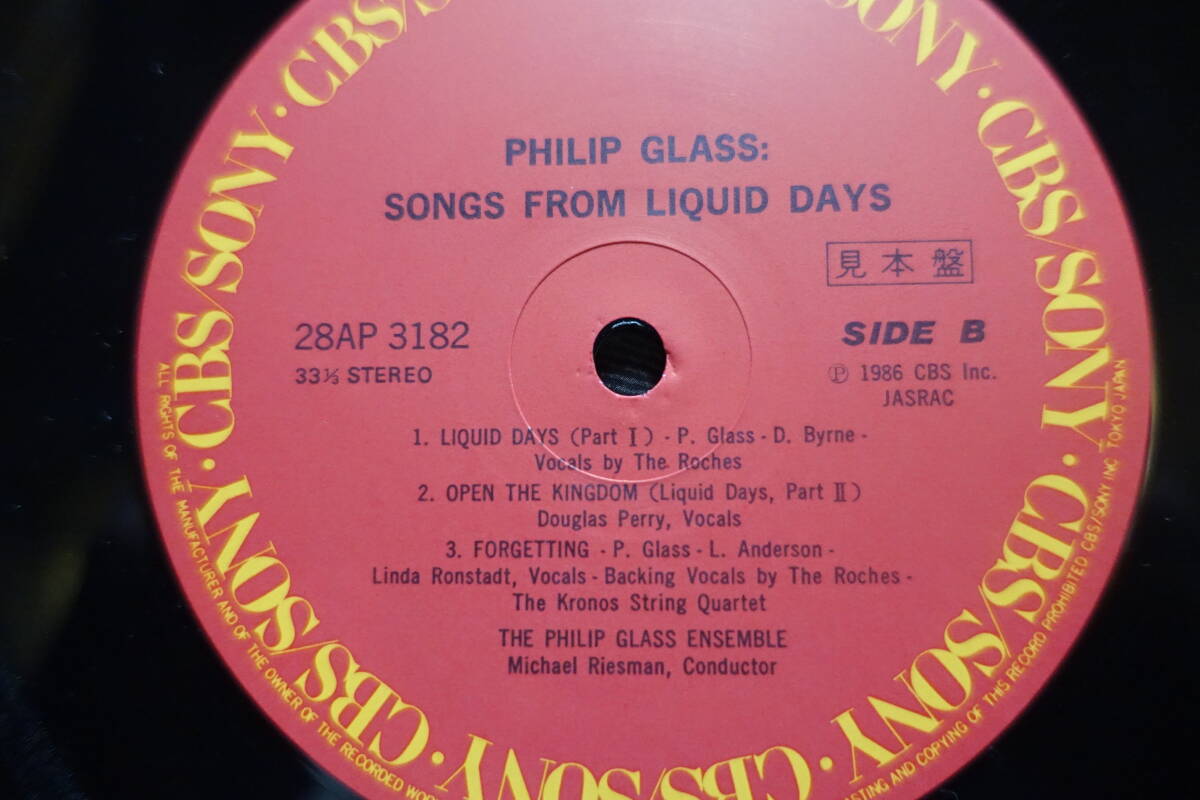 PHILIP GLASS:
SONGS FROM LIQUID DAYS
見本盤
28AP 3182
SIDE B
33⅓ STEREO
Ⓟ 1986 CBS Inc.
JASRAC
1. LIQUID DAYS (Part Ⅰ) - P. Glass - D. Byrne -
Vocals by The Roches
2. OPEN THE KINGDOM (Liquid Days, Part Ⅱ)
Douglas Perry, Vocals
3. FORGETTING - P. Glass - L. Anderson -
Linda Ronstadt, Vocals - Backing Vocals by The Roches -
The Kronos String Quartet
THE PHILIP GLASS ENSEMBLE
Michael Riesman, Conductor
CBS/SONY · CBS/SONY · CBS/SONY · CBS/SONY · CBS/SONY · CBS/SONY · CBS/SONY
ALL RIGHTS OF THE MANUFACTURER AND OF THE OWNER OF THE RECORDED
AND COPYING OF THIS RECORD PROHIBITED CBS/SONY INC. TOKYO JAPAN